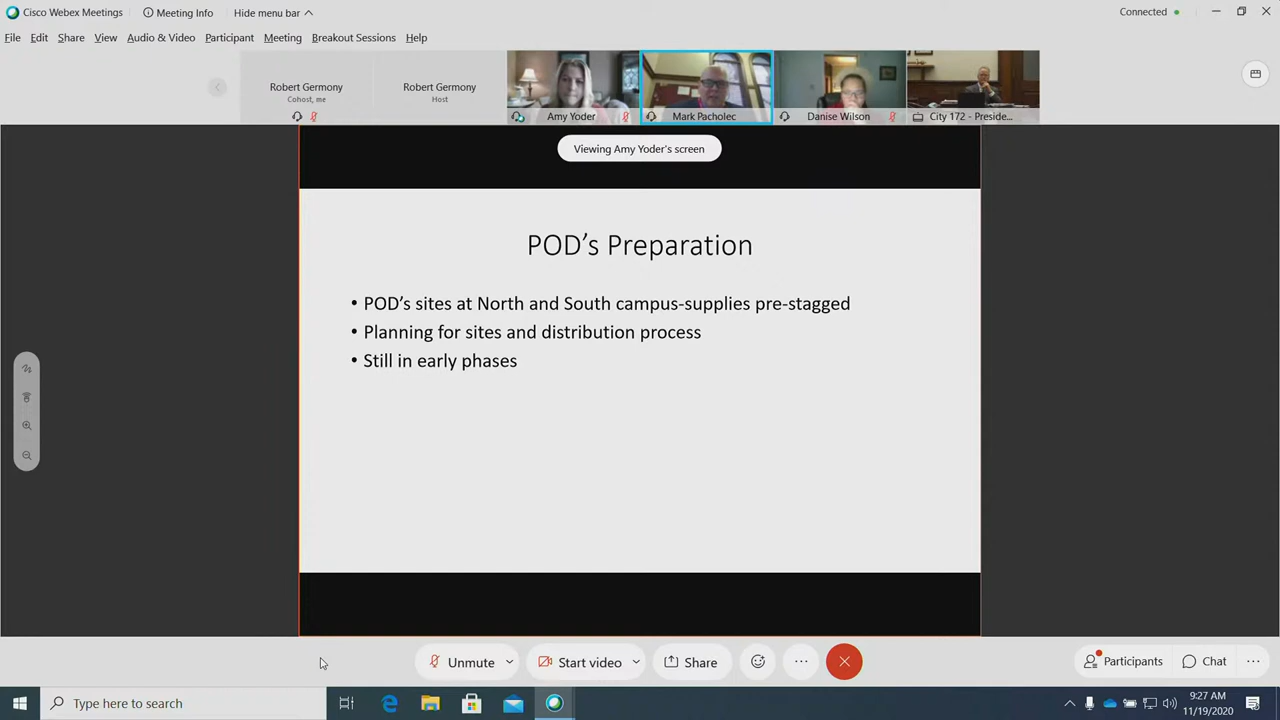 Cisco Webex Meetings
Meeting Info
Hide menu bar
Connected
File Edit Share View Audio & Video Participant Meeting Breakout Sessions Help
Robert Germony
Cohost, me
Robert Germony
Host
Amy Yoder
Mark Pacholec
Danise Wilson
City 172 - Preside...
Viewing Amy Yoder's screen
POD's Preparation
• POD's sites at North and South campus-supplies pre-stagged
• Planning for sites and distribution process
• Still in early phases
Unmute
Start video
Share
Participants
Chat
Type here to search
9:27 AM
11/19/2020